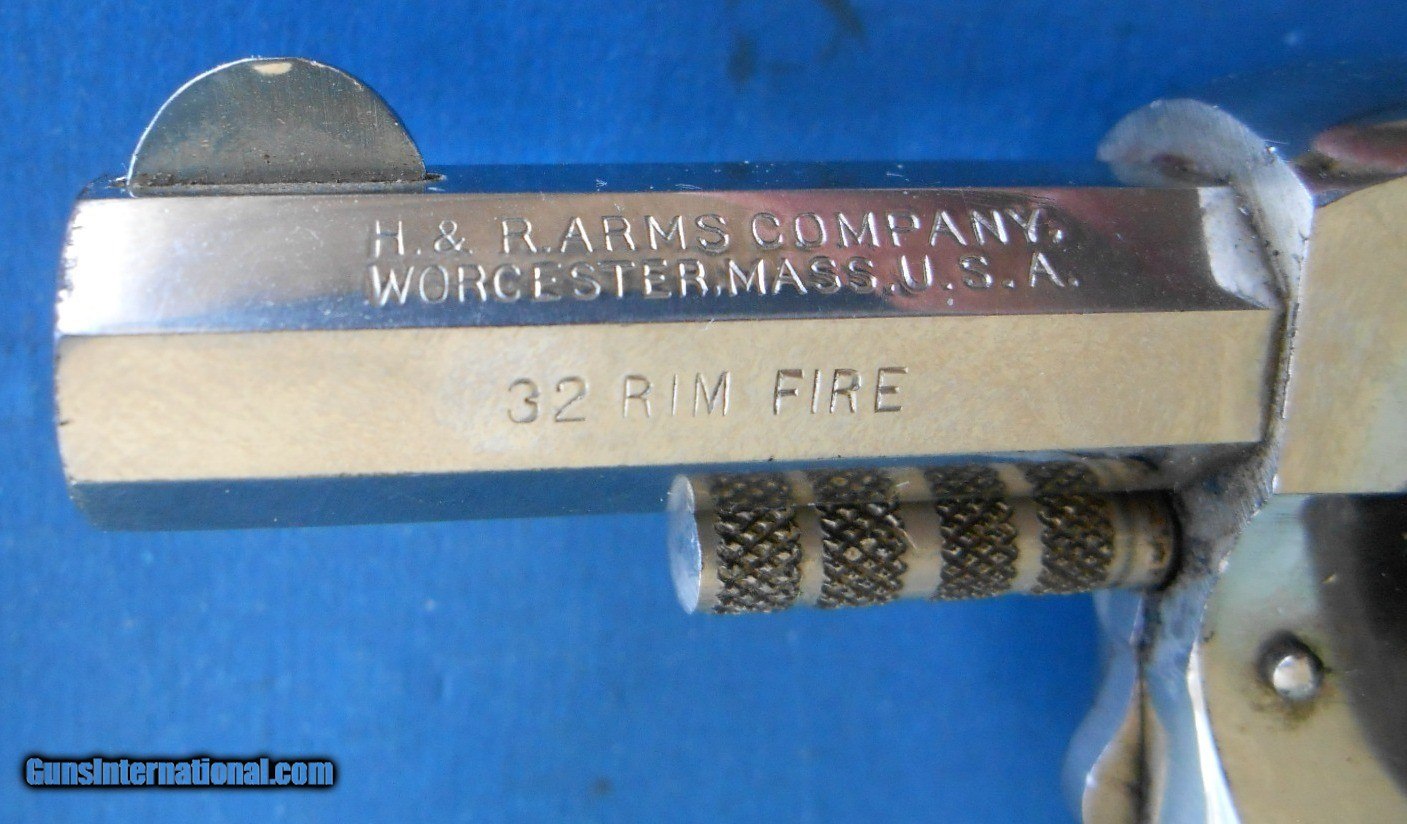 H. & R. ARMS COMPANY,
WORCESTER, MASS. U.S.A.
32 RIM FIRE
GunsInternational.com